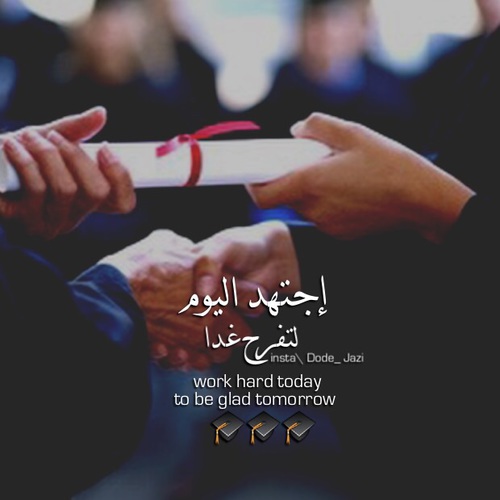 إجتهد اليوم
لتفرح غدا
insta\ Dode_ Jazi
work hard today
to be glad tomorrow